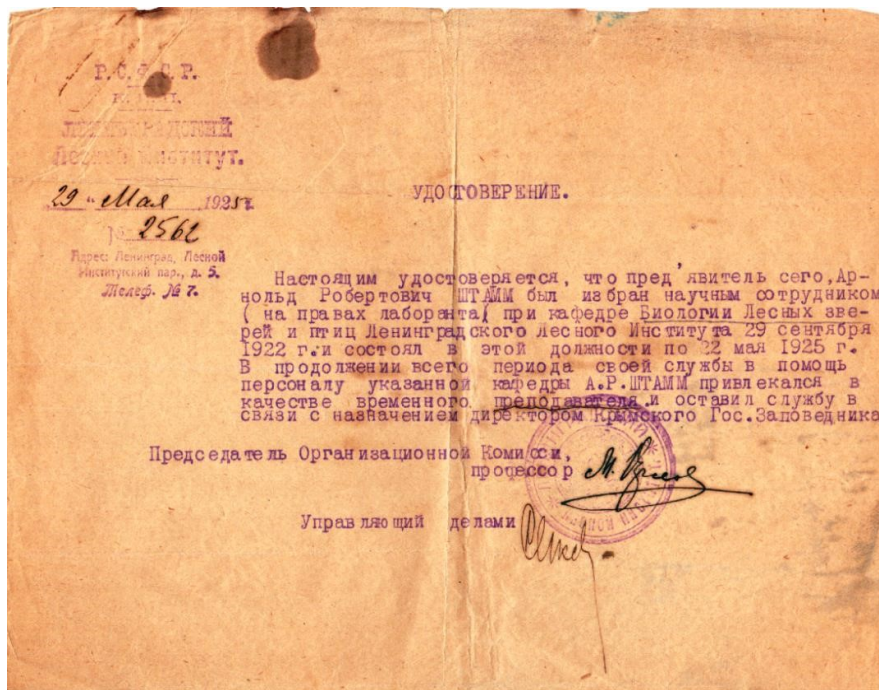 Р.С.Ф.С.Р.
ЛЕНИНГРАДСКИЙ
Лесной Институт.
29 " Мая 1925 г.
№ 2562
Адрес: Ленинград, Лесной
Институтский пар., д. 5.
Телеф. № 7.
УДОСТОВЕРЕНИЕ.
Настоящим удостоверяется, что пред'явитель сего, Ар-
нольд Робертович ШТАММ был избран научным сотрудником
( на правах лаборанта( при кафедре Биологии Лесных зве-
рей и птиц Ленинградского Лесного Института 29 сентября
1922 г. и состоял в этой должности по 22 мая 1925 г.
В продолжении всего периода своей службы в помощь
персоналу указанной кафедры А.Р.ШТАММ привлекался в
качестве временного преподавателя и оставил службу в
связи с назначением директором Крымского Гос.Заповедника
Председатель Организационной Комисси,
профессор
Управляющий делами